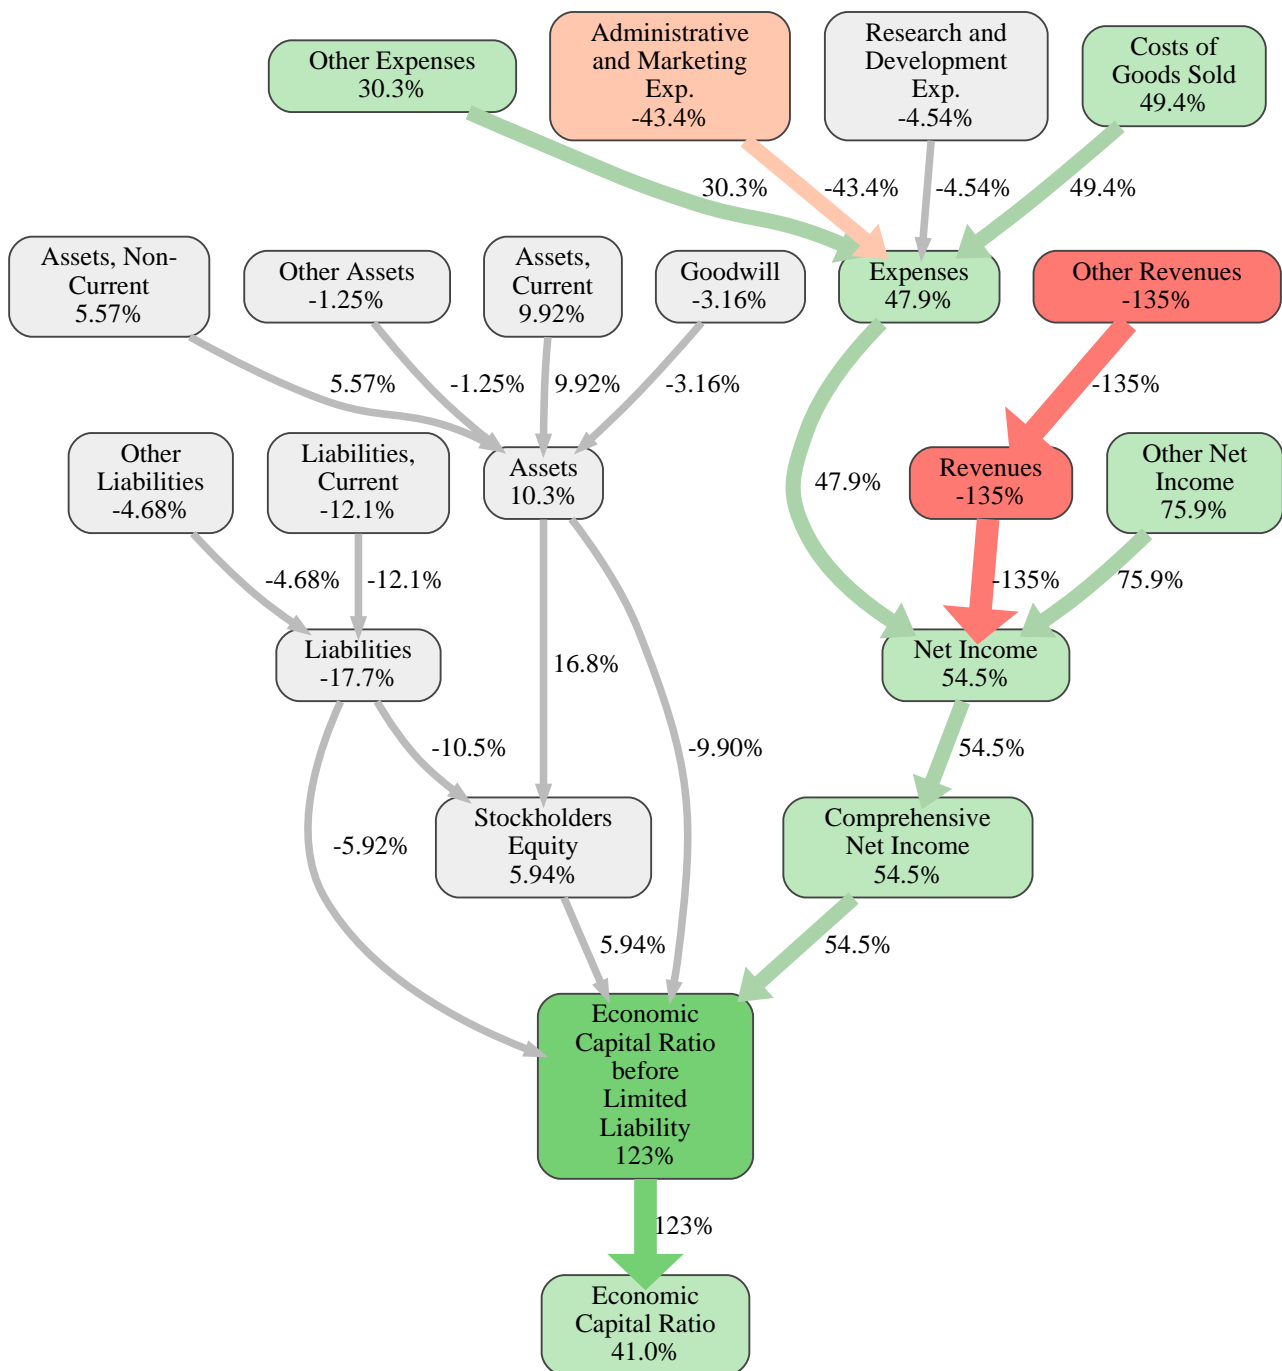 Other Expenses
30.3%
Administrative
and Marketing
Exp.
-43.4%
Research and
Development
Exp.
-4.54%
Costs of
Goods Sold
49.4%
30.3%
-43.4%
-4.54%
49.4%
Assets, Non-
Current
5.57%
Other Assets
-1.25%
Assets,
Current
9.92%
Goodwill
-3.16%
Expenses
47.9%
Other Revenues
-135%
5.57%
-1.25%
9.92%
-3.16%
-135%
Other
Liabilities
-4.68%
Liabilities,
Current
-12.1%
Assets
10.3%
47.9%
Revenues
-135%
Other Net
Income
75.9%
-4.68%
-12.1%
-135%
75.9%
Liabilities
-17.7%
16.8%
Net Income
54.5%
-10.5%
-9.90%
54.5%
-5.92%
Stockholders
Equity
5.94%
Comprehensive
Net Income
54.5%
5.94%
54.5%
Economic
Capital Ratio
before
Limited
Liability
123%
123%
Economic
Capital Ratio
41.0%